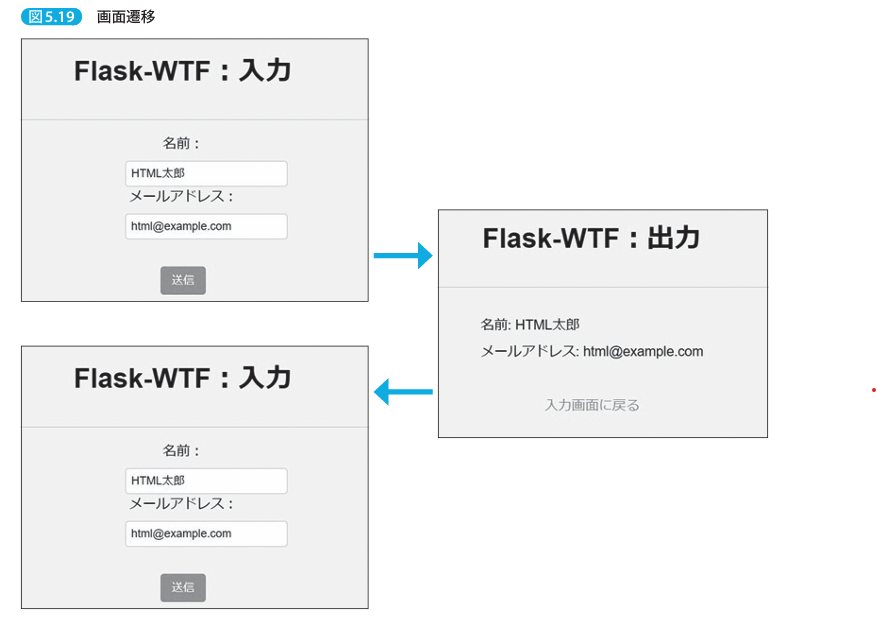 図5.19 画面遷移
Flask-WTF：入力
名前：
HTML太郎
メールアドレス：
html@example.com
送信
Flask-WTF：出力
名前: HTML太郎
メールアドレス: html@example.com
入力画面に戻る
Flask-WTF：入力
名前：
HTML太郎
メールアドレス：
html@example.com
送信